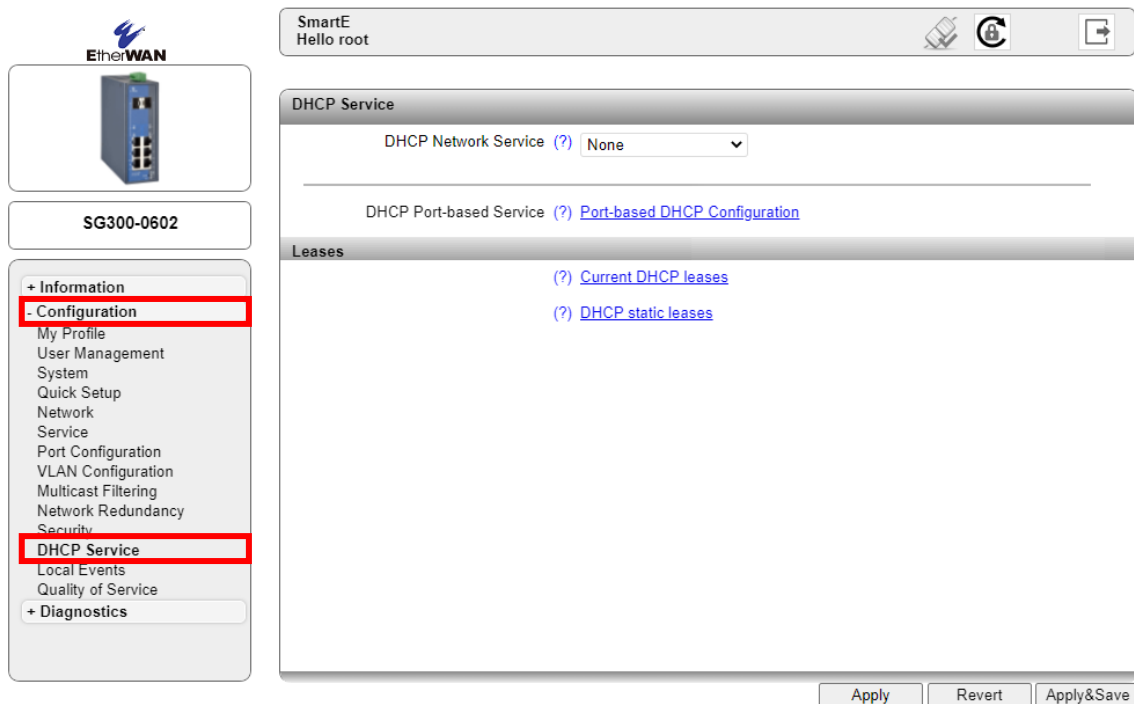 EtherWAN
SmartE
Hello root
SG300-0602
+ Information
- Configuration
My Profile
User Management
System
Quick Setup
Network
Service
Port Configuration
VLAN Configuration
Multicast Filtering
Network Redundancy
Security
DHCP Service
Local Events
Quality of Service
+ Diagnostics
DHCP Service
DHCP Network Service (?) None
DHCP Port-based Service (?) Port-based DHCP Configuration
Leases
(?) Current DHCP leases
(?) DHCP static leases
Apply Revert Apply&Save